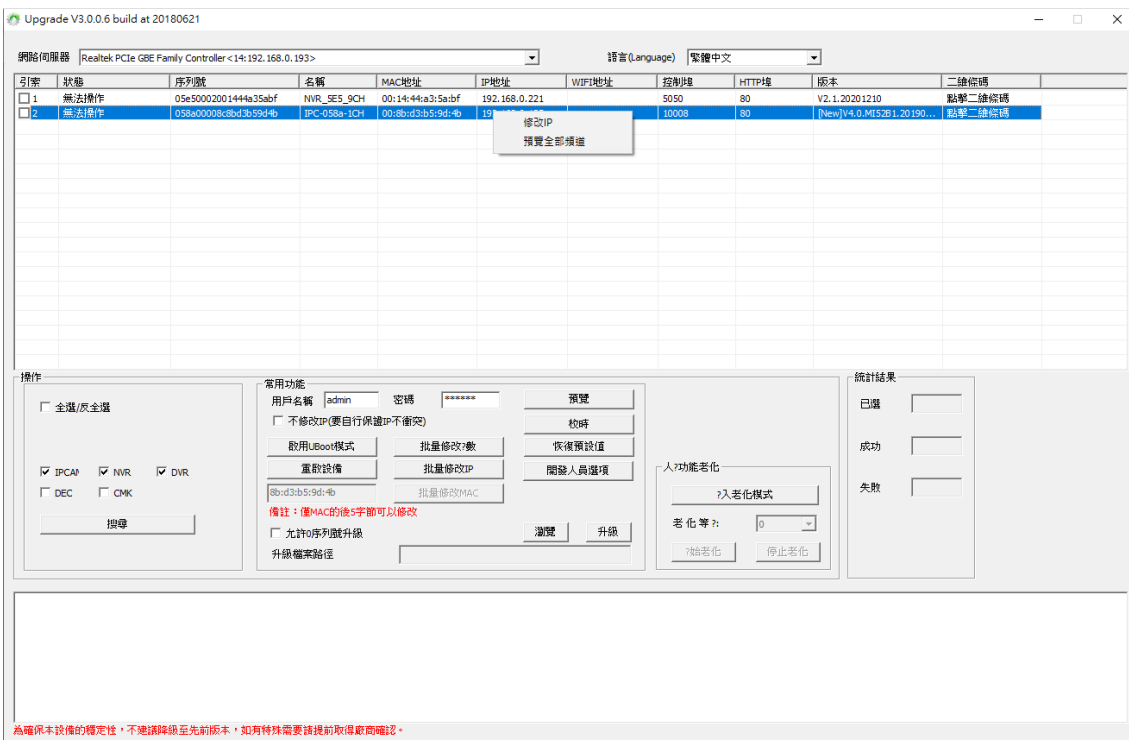 Upgrade V3.0.0.6 build at 20180621
網路伺服器 Realtek PCIe GBE Family Controller<14:192.168.0.193> 語言(Language) 繁體中文
引索 狀態 序列號 名稱 MAC地址 IP地址 WIFI地址 控制埠 HTTP埠 版本 二維條碼
1 無法操作 05e50002001444a35abf NVR_5E5_9CH 00:14:44:a3:5a:bf 192.168.0.221 5050 80 V2.1.20201210 點擊二維條碼
2 無法操作 058a00008c8bd3b59d4b IPC-058a-1CH 00:8b:d3:b5:9d:4b 10008 80 [New]V4.0.MI52B1.20190... 點擊二維條碼
修改IP
預覽全部頻道
操作 常用功能 統計結果
全選/反全選 用戶名稱 admin 密碼 ****** 預覽 已選
不修改IP(要自行保證IP不衝突) 校時
啟用UBoot模式 批量修改?數 恢復預設值 成功
IPCAM NVR DVR 重啟設備 批量修改IP 開發人員選項 人?功能老化
DEC CMK 8b:d3:b5:9d:4b 批量修改MAC ?入老化模式 失敗
備註：僅MAC的後5字節可以修改
搜尋 允許0序列號升級 瀏覽 升級 老化等?: 0
升級檔案路徑 ?始老化 停止老化
為確保本設備的穩定性，不建議降級至先前版本，如有特殊需要請提前取得廠商確認。